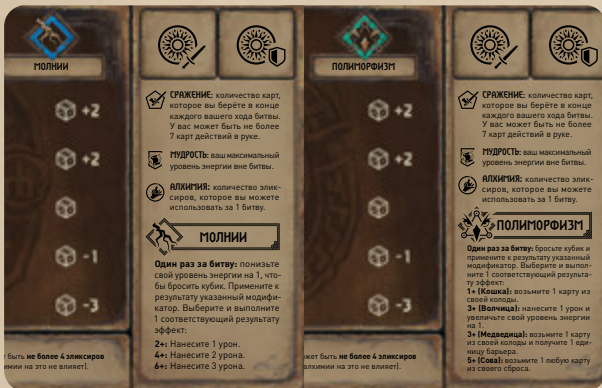 МОЛНИИ
+2
+2
-1
-3
СРАЖЕНИЕ: количество карт,
которое вы берёте в конце
каждого вашего хода битвы.
У вас может быть не более
7 карт действий в руке.
МУДРОСТЬ: ваш максимальный
уровень энергии вне битвы.
АЛХИМИЯ: количество элик-
сиров, которое вы можете
использовать за 1 битву.
МОЛНИИ
Один раз за битву: понизьте
свой уровень энергии на 1, что-
бы бросить кубик. Примените к
результату указанный модифи-
катор. Выберите и выполните
1 соответствующий результату
эффект:
2+: Нанесите 1 урон.
4+: Нанесите 2 урона.
6+: Нанесите 3 урона.
быть не более 4 эликсиров
имии на это не влияет).
ПОЛИМОРФИЗМ
+2
+2
-1
-3
СРАЖЕНИЕ: количество карт,
которое вы берёте в конце
каждого вашего хода битвы.
У вас может быть не более
7 карт действий в руке.
МУДРОСТЬ: ваш максимальный
уровень энергии вне битвы.
АЛХИМИЯ: количество элик-
сиров, которое вы можете
использовать за 1 битву.
ПОЛИМОРФИЗМ
Один раз за битву: бросьте кубик и
примените к результату указанный
модификатор. Выберите и выпол-
ните 1 соответствующий результа-
ту эффект:
1+ (Кошка): возьмите 1 карту из
своей колоды.
3+ (Волчица): нанесите 1 урон и
увеличьте свой уровень энергии
на 1.
3+ (Медведица): возьмите 1 карту
из своей колоды и получите 1 еди-
ницу барьера.
5+ (Сова): возьмите 1 любую карту
из своего сброса.
жет быть не более 4 эликсиров
химии на это не влияет).